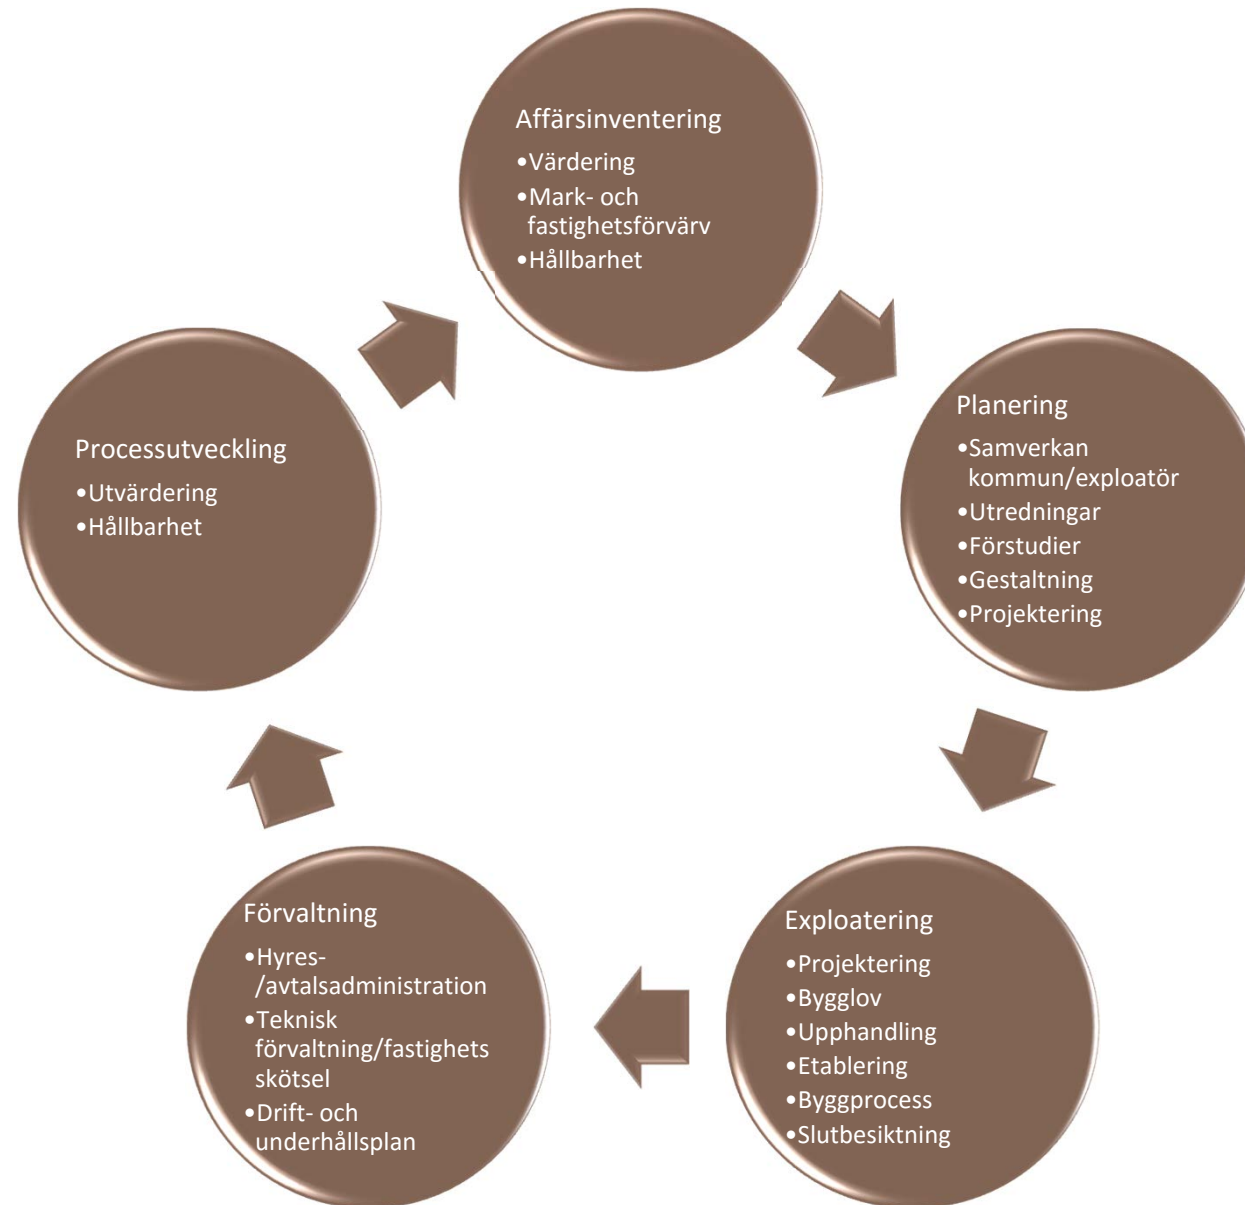 Affärsinventering
•Värdering
•Mark- och
fastighetsförvärv
•Hållbarhet
Planering
•Samverkan
kommun/exploatör
•Utredningar
•Förstudier
•Gestaltning
•Projektering
Exploatering
•Projektering
•Bygglov
•Upphandling
•Etablering
•Byggprocess
•Slutbesiktning
Förvaltning
•Hyres-
/avtalsadministration
•Teknisk
förvaltning/fastighets
skötsel
•Drift- och
underhållsplan
Processutveckling
•Utvärdering
•Hållbarhet